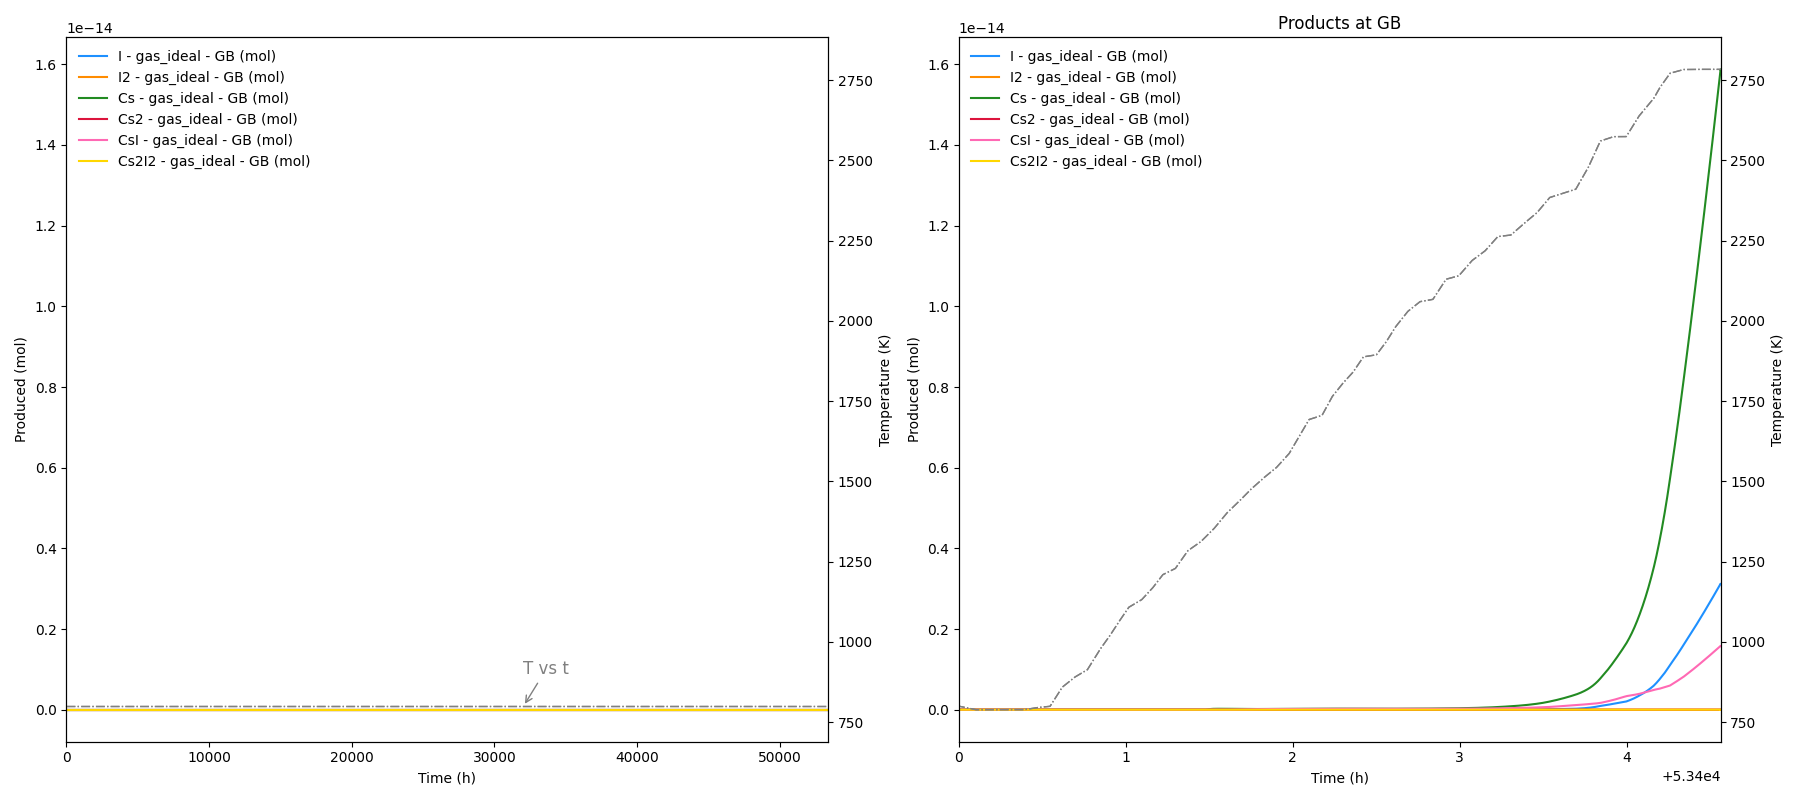 1e−14
1.6
1.4
1.2
1.0
0.8
0.6
0.4
0.2
0.0
Produced (mol)
I - gas_ideal - GB (mol)
I2 - gas_ideal - GB (mol)
Cs - gas_ideal - GB (mol)
Cs2 - gas_ideal - GB (mol)
CsI - gas_ideal - GB (mol)
Cs2I2 - gas_ideal - GB (mol)
T vs t
2750
2500
2250
2000
1750
1500
1250
1000
750
Temperature (K)
0 10000 20000 30000 40000 50000
Time (h)
Products at GB
1e−14
1.6
1.4
1.2
1.0
0.8
0.6
0.4
0.2
0.0
Produced (mol)
I - gas_ideal - GB (mol)
I2 - gas_ideal - GB (mol)
Cs - gas_ideal - GB (mol)
Cs2 - gas_ideal - GB (mol)
CsI - gas_ideal - GB (mol)
Cs2I2 - gas_ideal - GB (mol)
2750
2500
2250
2000
1750
1500
1250
1000
750
Temperature (K)
0 1 2 3 4
Time (h)
+5.34e4